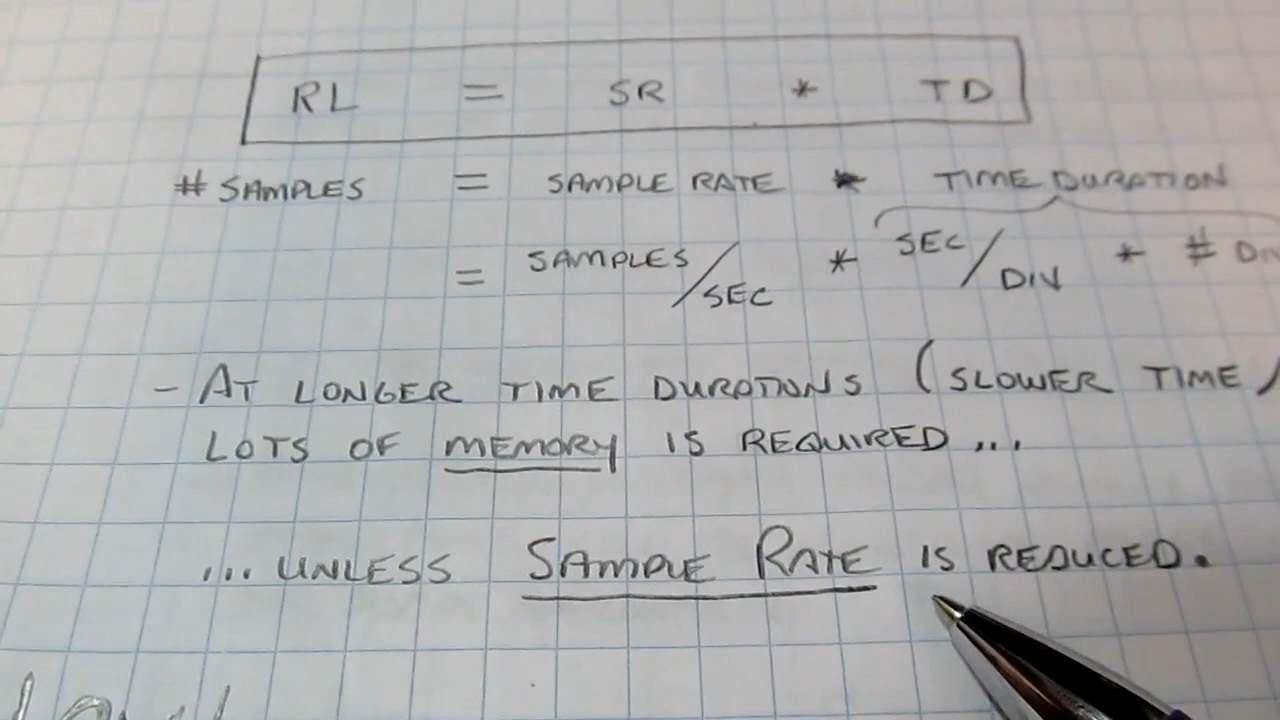 RL = SR * TD
# SAMPLES = SAMPLE RATE * TIME DURATION
= SAMPLES/SEC * SEC/DIV * #
- AT LONGER TIME DURATIONS (SLOWER TIME/
LOTS OF MEMORY IS REQUIRED ...
... UNLESS SAMPLE RATE IS REDUCED.